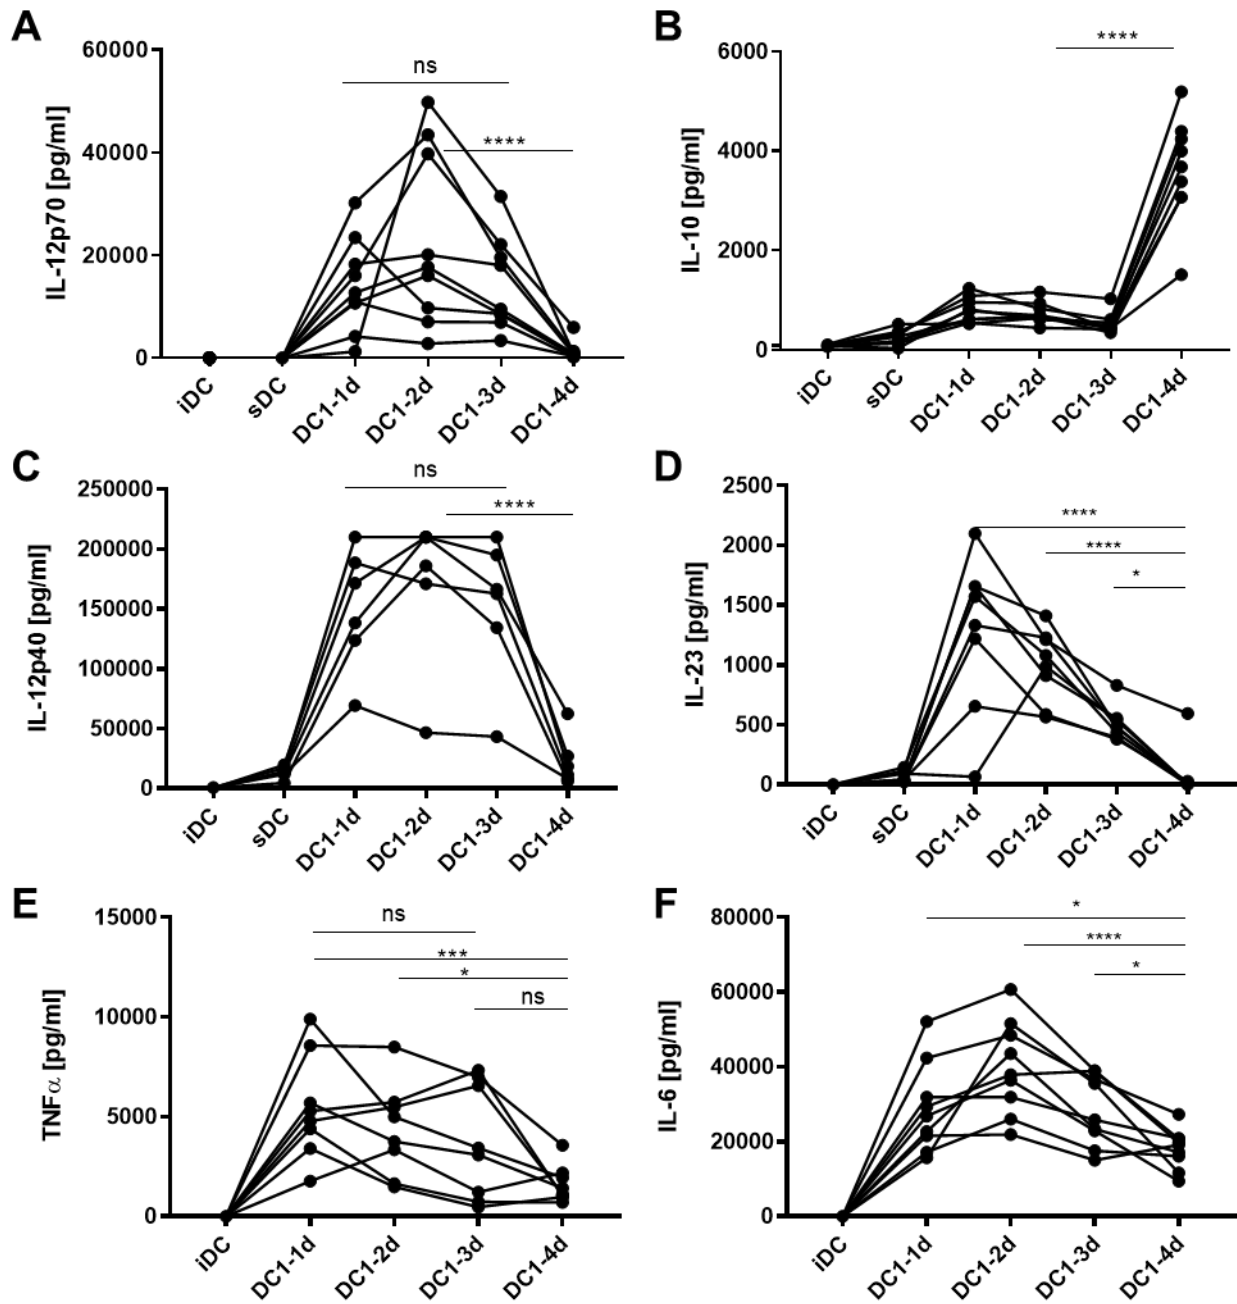 A
IL-12p70 [pg/ml]
60000
40000
20000
0
ns
****
iDC
sDC
DC1-1d
DC1-2d
DC1-3d
DC1-4d
B
IL-10 [pg/ml]
6000
4000
2000
0
****
iDC
sDC
DC1-1d
DC1-2d
DC1-3d
DC1-4d
C
IL-12p40 [pg/ml]
250000
200000
150000
100000
50000
0
ns
****
iDC
sDC
DC1-1d
DC1-2d
DC1-3d
DC1-4d
D
IL-23 [pg/ml]
2500
2000
1500
1000
500
0
****
****
*
iDC
sDC
DC1-1d
DC1-2d
DC1-3d
DC1-4d
E
TNFα [pg/ml]
15000
10000
5000
0
ns
***
*
ns
iDC
DC1-1d
DC1-2d
DC1-3d
DC1-4d
F
IL-6 [pg/ml]
80000
60000
40000
20000
0
*
****
*
iDC
DC1-1d
DC1-2d
DC1-3d
DC1-4d